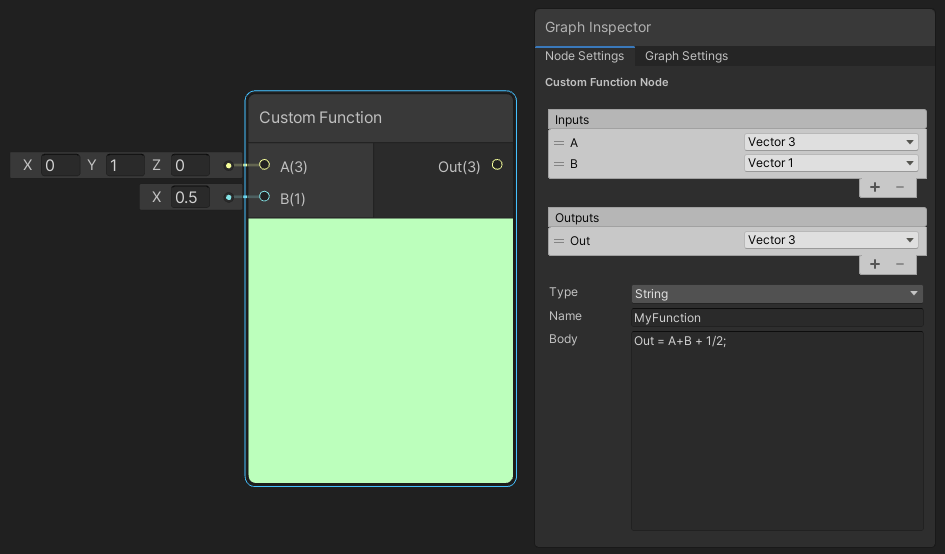 Graph Inspector
Node Settings Graph Settings
Custom Function Node
Inputs
A Vector 3
B Vector 1
+ −
Outputs
Out Vector 3
+ −
Type String
Name MyFunction
Body Out = A+B + 1/2;
Custom Function
X 0 Y 1 Z 0 A(3) Out(3)
X 0.5 B(1)